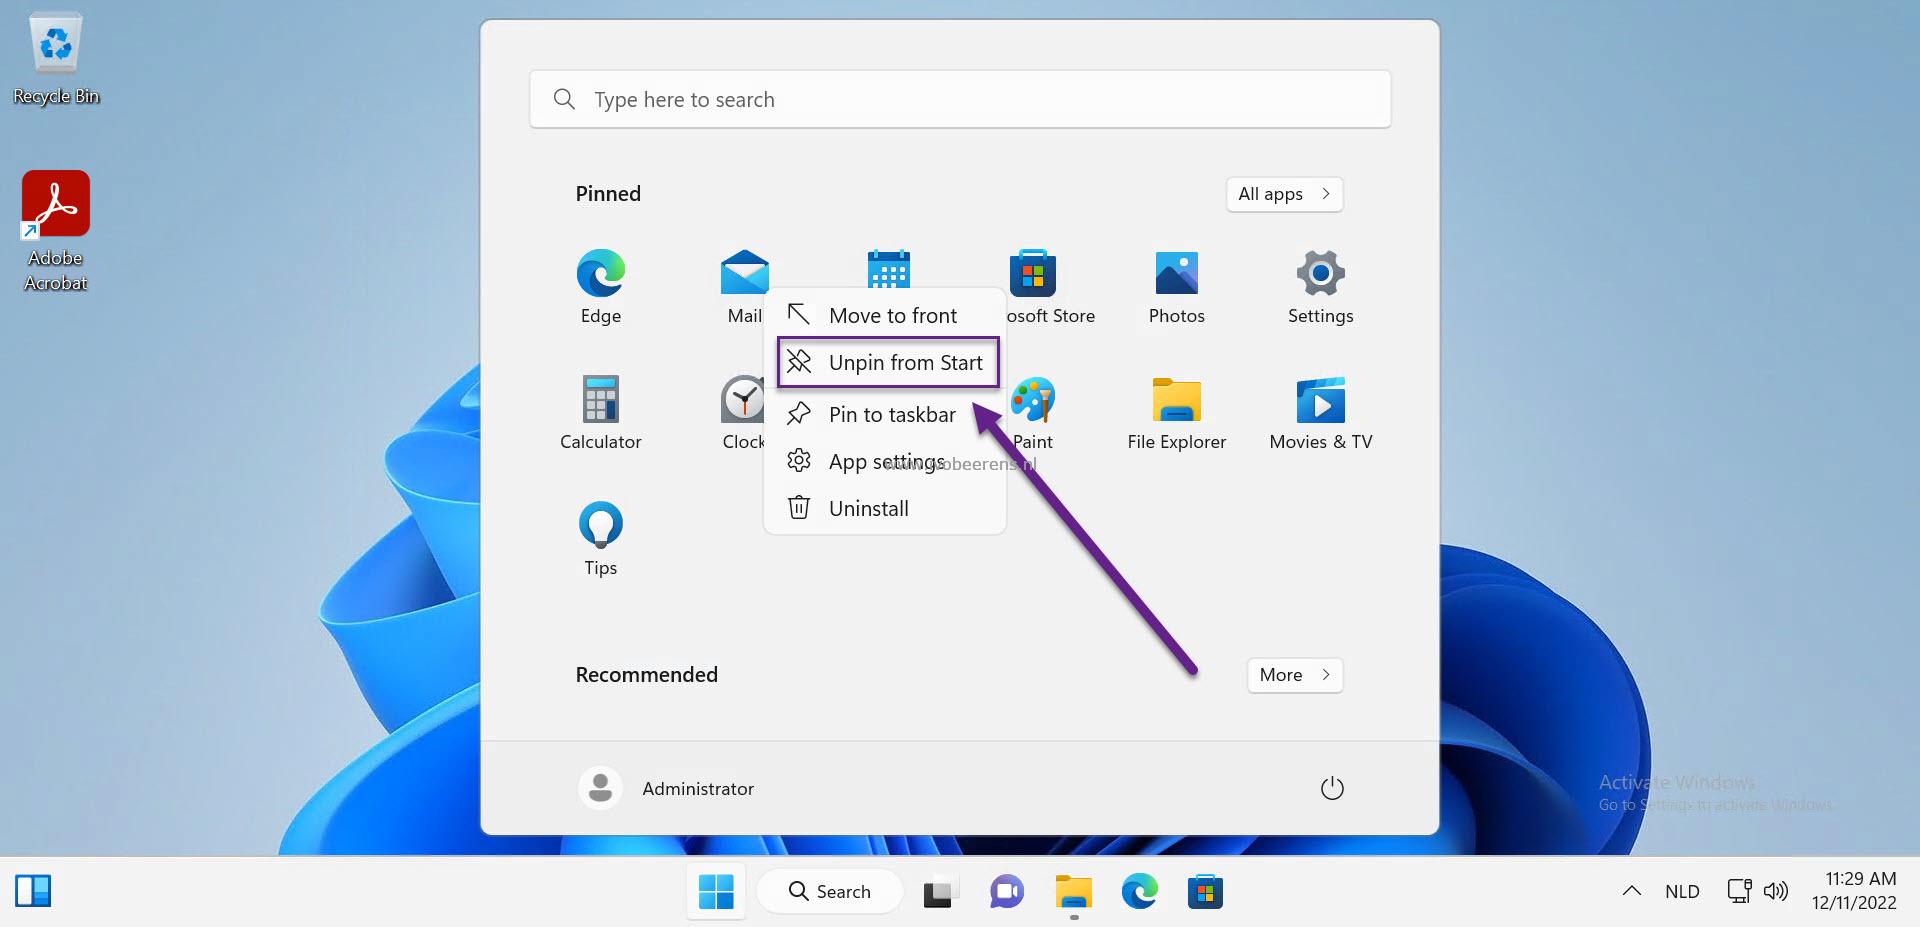 Recycle Bin
Adobe
Acrobat
Type here to search
Pinned
All apps
Edge
Mail
osoft Store
Photos
Settings
Move to front
Unpin from Start
Pin to taskbar
App settings
Uninstall
Calculator
Clock
Paint
File Explorer
Movies & TV
www.ivobeerens.nl
Tips
Recommended
More
Administrator
Activate Windows
Go to Settings to activate Windows.
Search
NLD
11:29 AM
12/11/2022